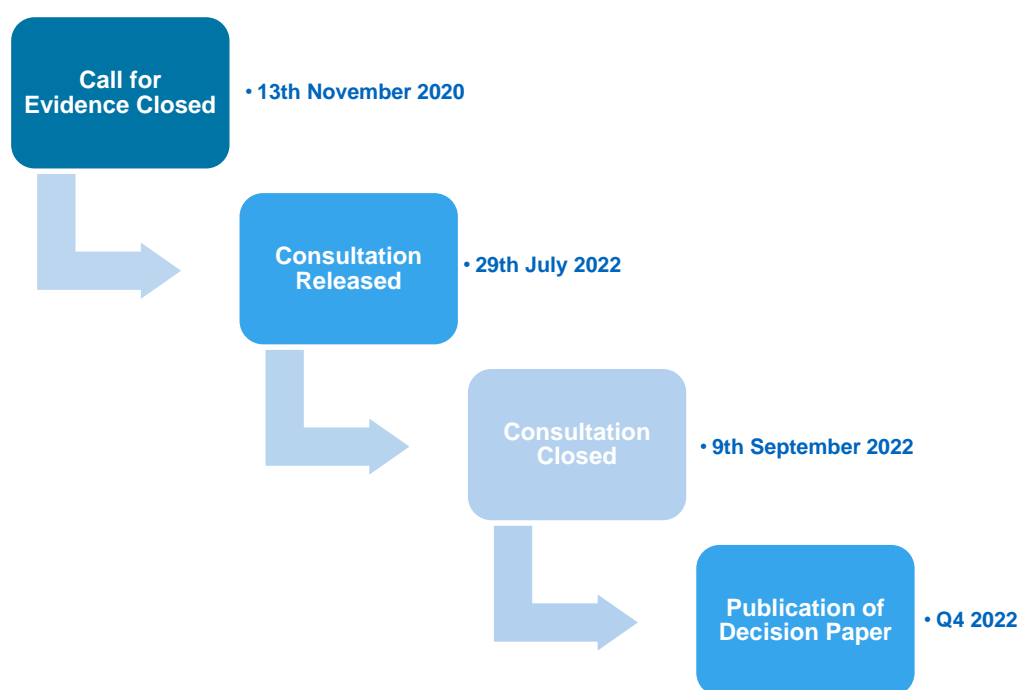 Call for
Evidence Closed
• 13th November 2020
Consultation
Released
• 29th July 2022
Consultation
Closed
• 9th September 2022
Publication of
Decision Paper
• Q4 2022